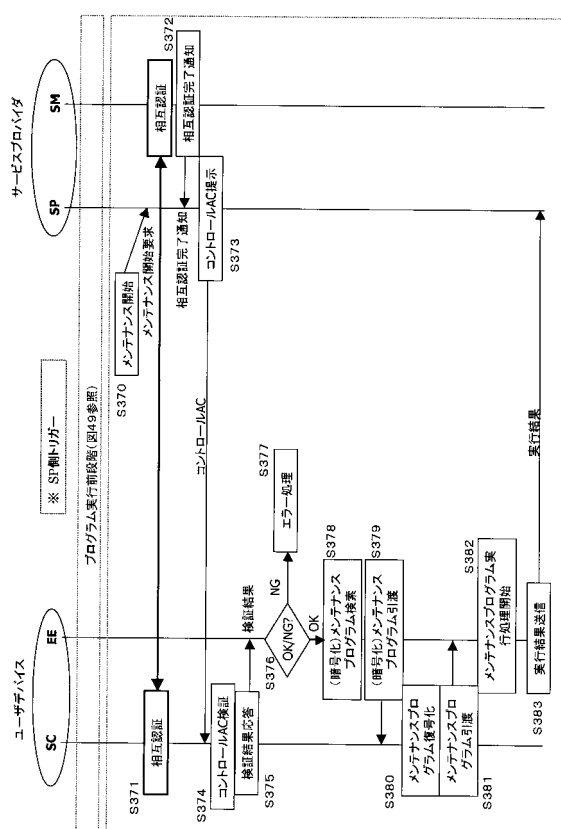 ※ SP側トリガー
ユーザデバイス
サービスプロバイダ
SC
EE
SP
SM
プログラム実行前段階(図49参照)
S370
メンテナンス開始
メンテナンス開始要求
S371
相互認証
相互認証
S372
相互認証完了通知
相互認証完了通知
コントロールAC提示
S373
コントロールAC
S374
コントロールAC検証
検証結果応答
S375
検証結果
S376
OK/NG?
NG
OK
エラー処理
S377
(暗号化)メンテナンス
プログラム検索
S378
(暗号化)メンテナンス
プログラム引渡
S379
S380
メンテナンスプロ
グラム復号化
メンテナンスプロ
グラム引渡
S381
メンテナンスプログラム実
行処理開始
S382
実行結果送信
S383
実行結果